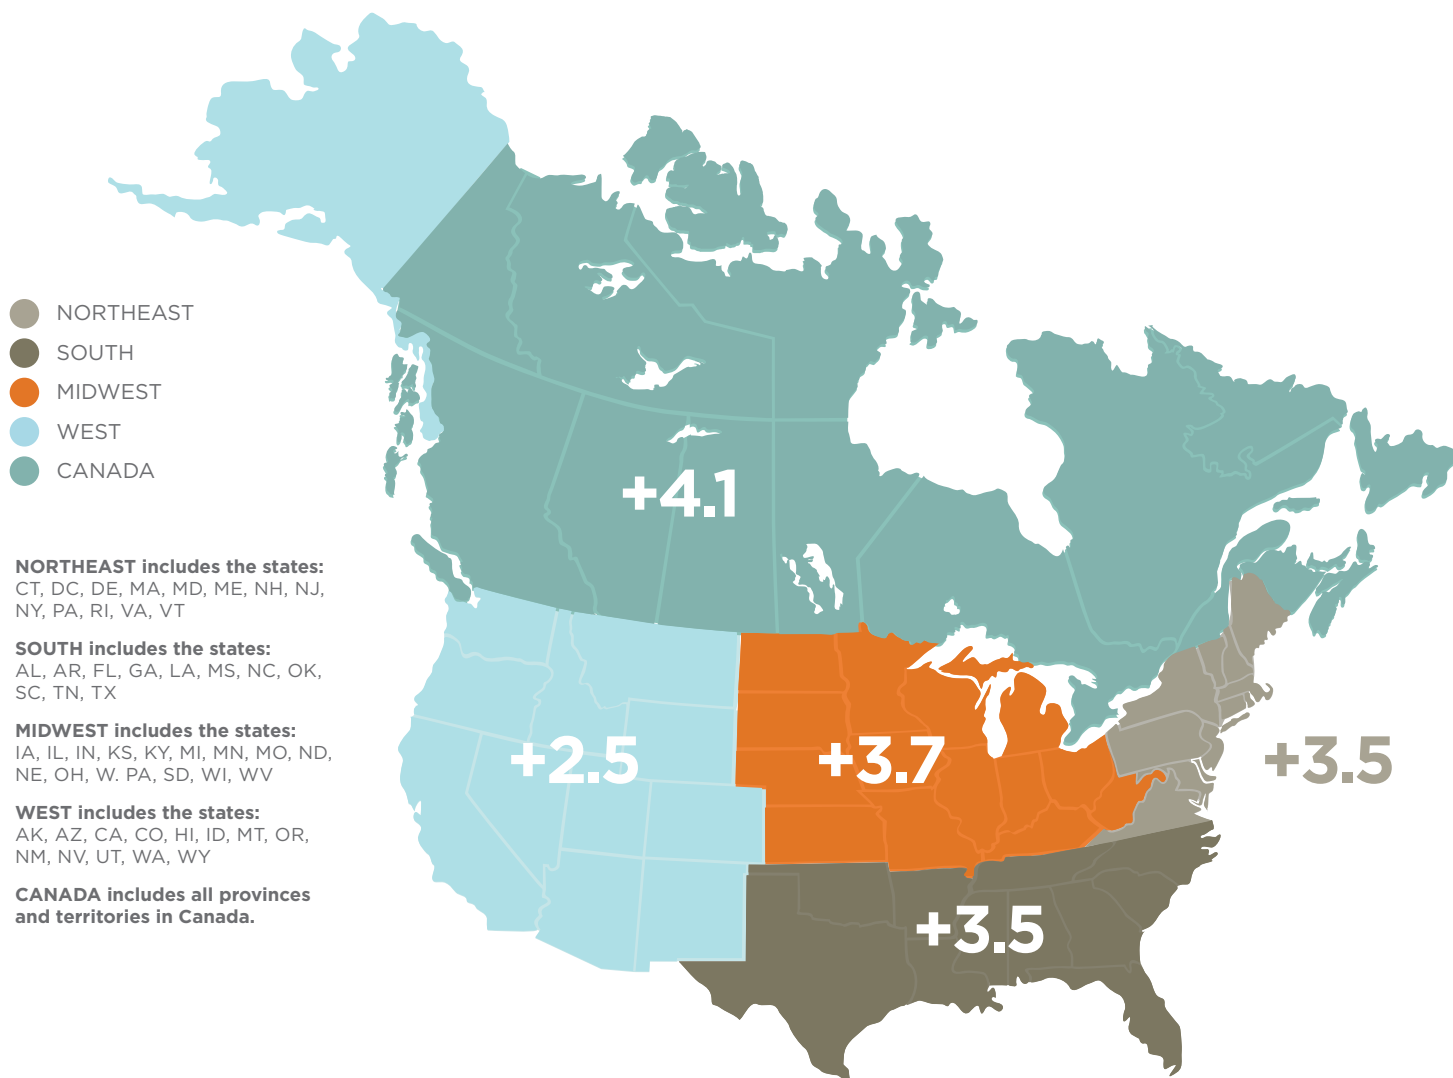 NORTHEAST
SOUTH
MIDWEST
WEST
CANADA
NORTHEAST includes the states:
CT, DC, DE, MA, MD, ME, NH, NJ,
NY, PA, RI, VA, VT
SOUTH includes the states:
AL, AR, FL, GA, LA, MS, NC, OK,
SC, TN, TX
MIDWEST includes the states:
IA, IL, IN, KS, KY, MI, MN, MO, ND,
NE, OH, W. PA, SD, WI, WV
WEST includes the states:
AK, AZ, CA, CO, HI, ID, MT, OR,
NM, NV, UT, WA, WY
CANADA includes all provinces
and territories in Canada.
+4.1
+2.5
+3.7
+3.5
+3.5